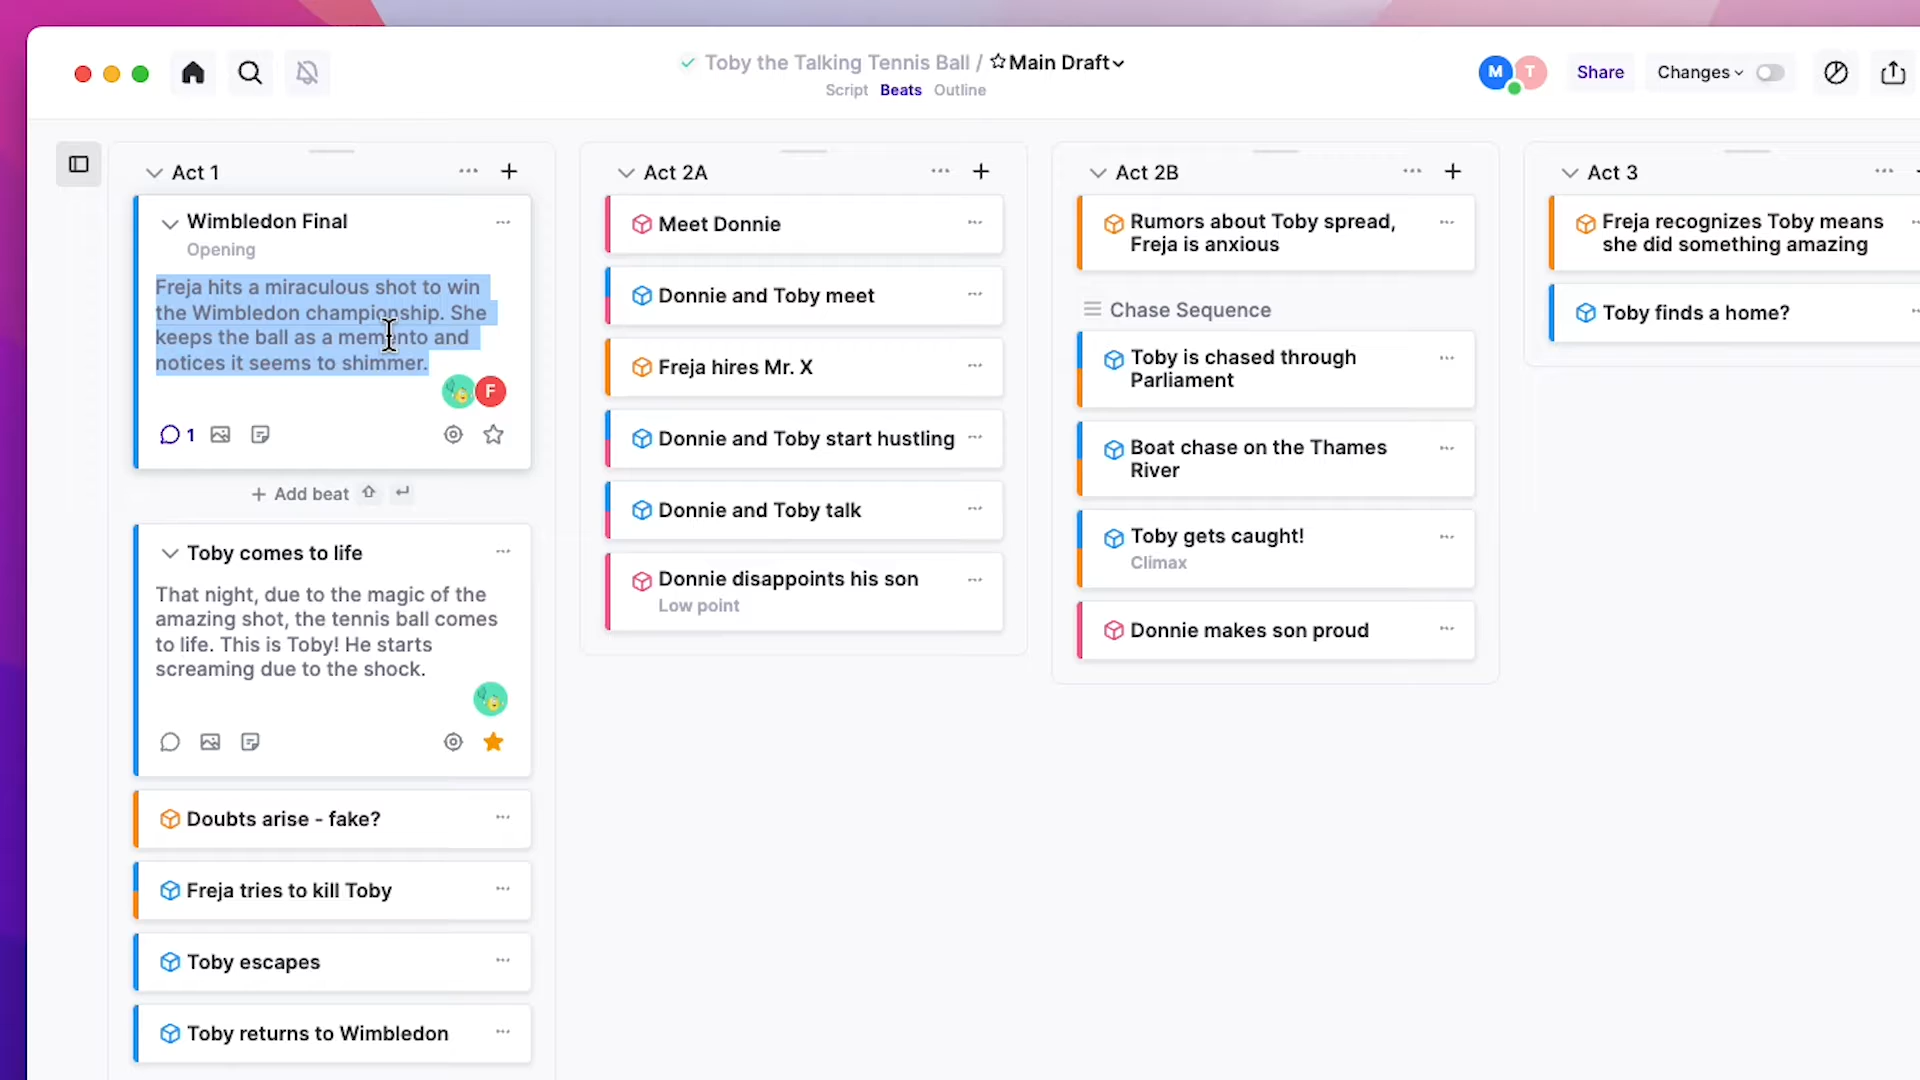 Toby the Talking Tennis Ball / Main Draft
Script Beats Outline
M T
Share
Changes
Act 1
Wimbledon Final
Opening
Freja hits a miraculous shot to win
the Wimbledon championship. She
keeps the ball as a memento and
notices it seems to shimmer.
F
1
Add beat
Toby comes to life
That night, due to the magic of the
amazing shot, the tennis ball comes
to life. This is Toby! He starts
screaming due to the shock.
Doubts arise - fake?
Freja tries to kill Toby
Toby escapes
Toby returns to Wimbledon
Act 2A
Meet Donnie
Donnie and Toby meet
Freja hires Mr. X
Donnie and Toby start hustling
Donnie and Toby talk
Donnie disappoints his son
Low point
Act 2B
Rumors about Toby spread,
Freja is anxious
Chase Sequence
Toby is chased through
Parliament
Boat chase on the Thames
River
Toby gets caught!
Climax
Donnie makes son proud
Act 3
Freja recognizes Toby means
she did something amazing
Toby finds a home?